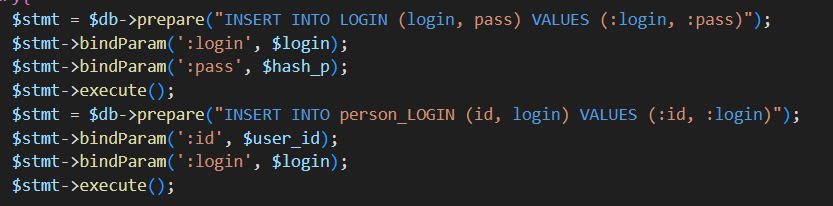 $stmt = $db->prepare("INSERT INTO LOGIN (login, pass) VALUES (:login, :pass)");
$stmt->bindParam(':login', $login);
$stmt->bindParam(':pass', $hash_p);
$stmt->execute();
$stmt = $db->prepare("INSERT INTO person_LOGIN (id, login) VALUES (:id, :login)");
$stmt->bindParam(':id', $user_id);
$stmt->bindParam(':login', $login);
$stmt->execute();